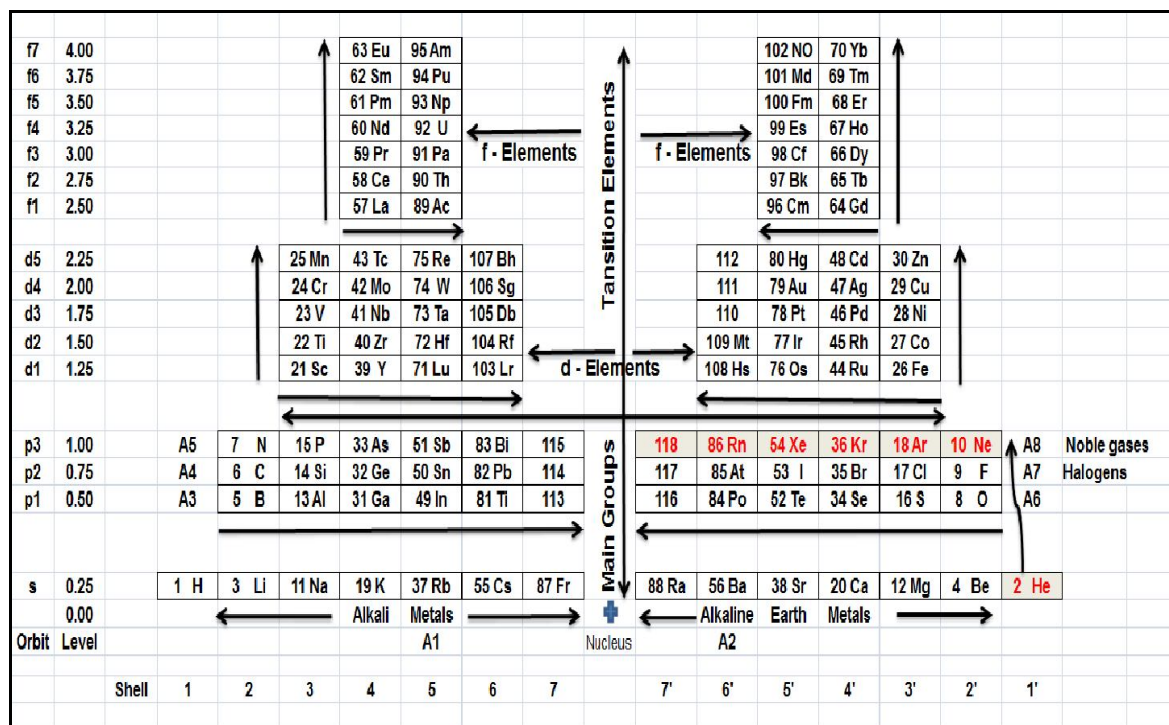 f7 4.00 63 Eu 95 Am 102 NO 70 Yb
f6 3.75 62 Sm 94 Pu 101 Md 69 Tm
f5 3.50 61 Pm 93 Np 100 Fm 68 Er
f4 3.25 60 Nd 92 U 99 Es 67 Ho
f - Elements f - Elements
f3 3.00 59 Pr 91 Pa 98 Cf 66 Dy
f2 2.75 58 Ce 90 Th 97 Bk 65 Tb
f1 2.50 57 La 89 Ac 96 Cm 64 Gd
Tansition Elements
d5 2.25 25 Mn 43 Tc 75 Re 107 Bh 112 80 Hg 48 Cd 30 Zn
d4 2.00 24 Cr 42 Mo 74 W 106 Sg 111 79 Au 47 Ag 29 Cu
d3 1.75 23 V 41 Nb 73 Ta 105 Db 110 78 Pt 46 Pd 28 Ni
d2 1.50 22 Ti 40 Zr 72 Hf 104 Rf 109 Mt 77 Ir 45 Rh 27 Co
d1 1.25 21 Sc 39 Y 71 Lu 103 Lr d - Elements 108 Hs 76 Os 44 Ru 26 Fe
p3 1.00 A5 7 N 15 P 33 As 51 Sb 83 Bi 115 118 86 Rn 54 Xe 36 Kr 18 Ar 10 Ne A8 Noble gases
p2 0.75 A4 6 C 14 Si 32 Ge 50 Sn 82 Pb 114 117 85 At 53 I 35 Br 17 Cl 9 F A7 Halogens
p1 0.50 A3 5 B 13 Al 31 Ga 49 In 81 Ti 113 116 84 Po 52 Te 34 Se 16 S 8 O A6
Main Groups
s 0.25 1 H 3 Li 11 Na 19 K 37 Rb 55 Cs 87 Fr 88 Ra 56 Ba 38 Sr 20 Ca 12 Mg 4 Be 2 He
0.00 Alkali Metals Alkaline Earth Metals
Orbit Level A1 Nucleus A2
Shell 1 2 3 4 5 6 7 7' 6' 5' 4' 3' 2' 1'